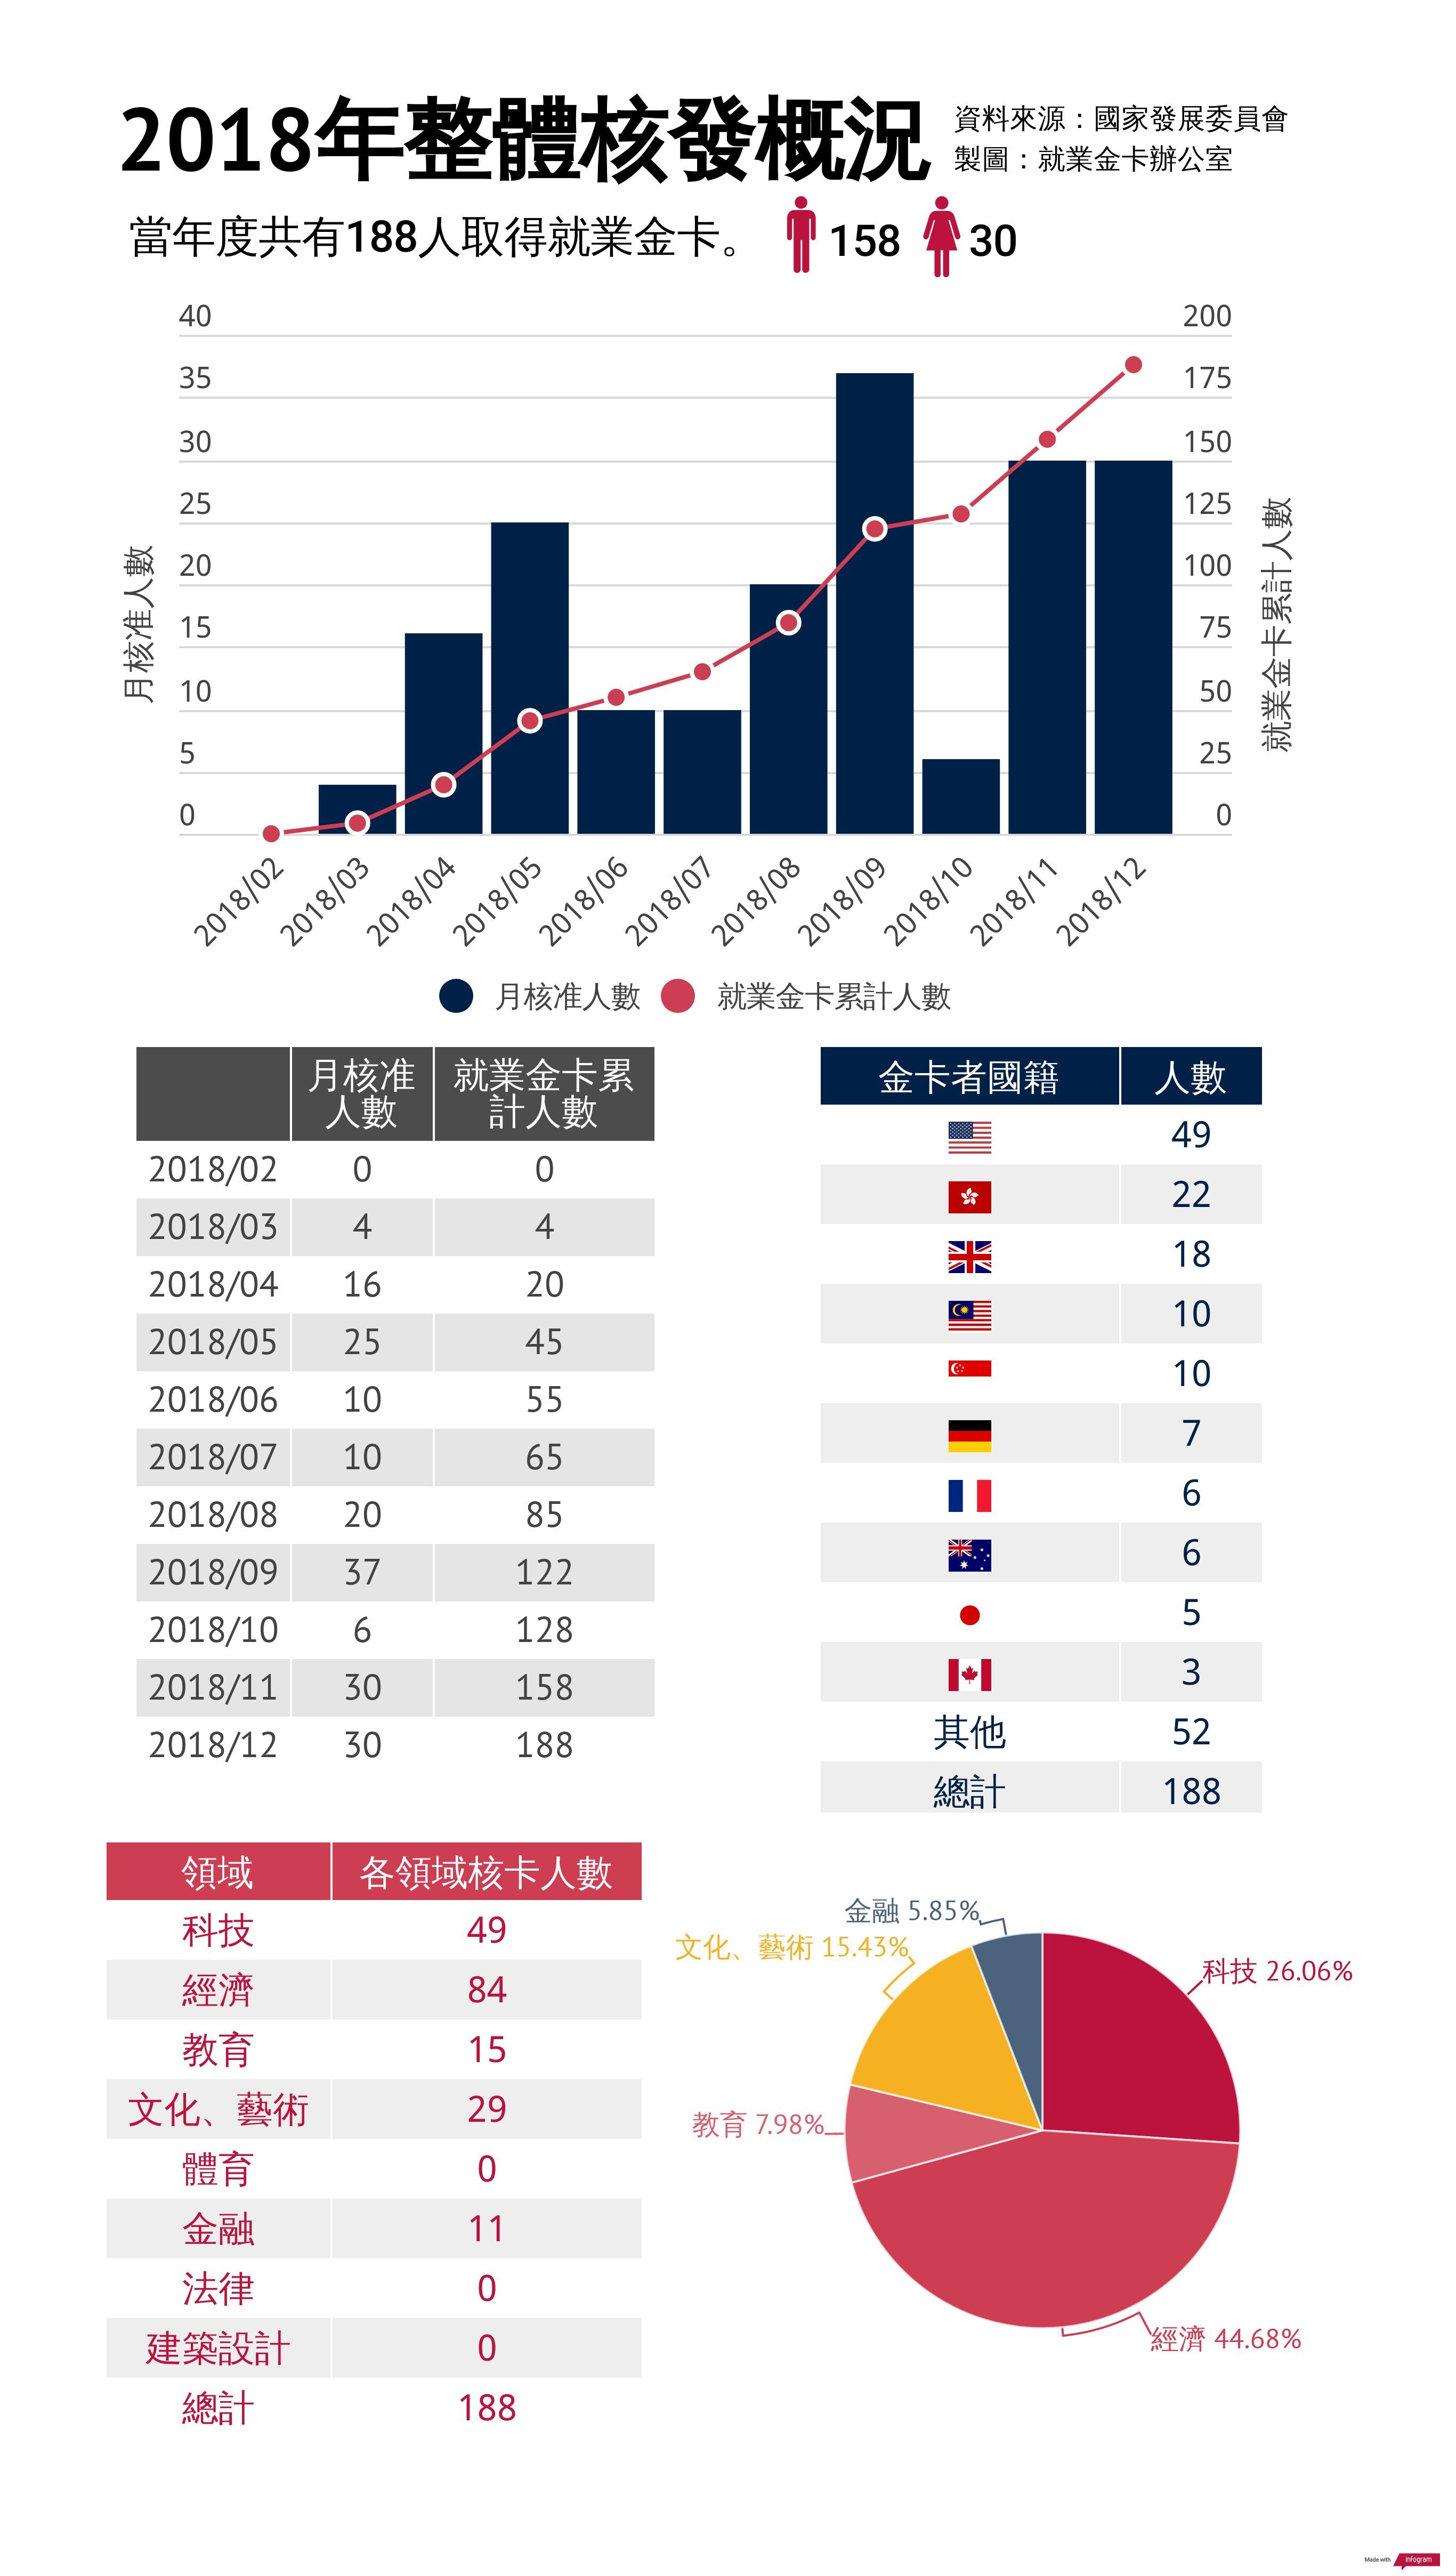 2018年整體核發概況
資料來源：國家發展委員會
製圖：就業金卡辦公室
當年度共有188人取得就業金卡。 158 30
40 200
35 175
30 150
25 125
20 100
15 75
10 50
5 25
0 0
月核准人數
就業金卡累計人數
2018/02 2018/03 2018/04 2018/05 2018/06 2018/07 2018/08 2018/09 2018/10 2018/11 2018/12
月核准人數 就業金卡累計人數
月核准
人數
就業金卡累
計人數
2018/02 0 0
2018/03 4 4
2018/04 16 20
2018/05 25 45
2018/06 10 55
2018/07 10 65
2018/08 20 85
2018/09 37 122
2018/10 6 128
2018/11 30 158
2018/12 30 188
金卡者國籍 人數
49
22
18
10
10
7
6
6
5
3
其他 52
總計 188
領域 各領域核卡人數
科技 49
經濟 84
教育 15
文化、藝術 29
體育 0
金融 11
法律 0
建築設計 0
總計 188
金融 5.85%
文化、藝術 15.43%
科技 26.06%
教育 7.98%
經濟 44.68%
Made with infogram